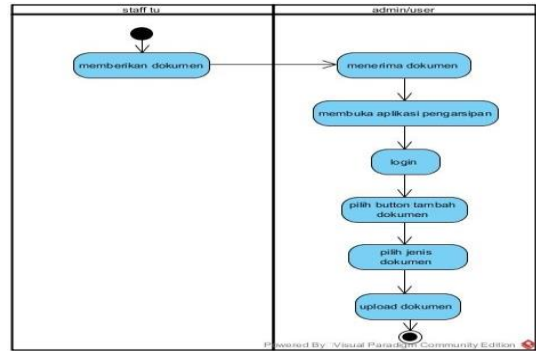 staff tu
admin/user
memberikan dokumen
menerima dokumen
membuka aplikasi pengarsipan
login
pilih button tambah
dokumen
pilih jenis
dokumen
upload dokumen
Powered By Visual Paradigm Community Edition